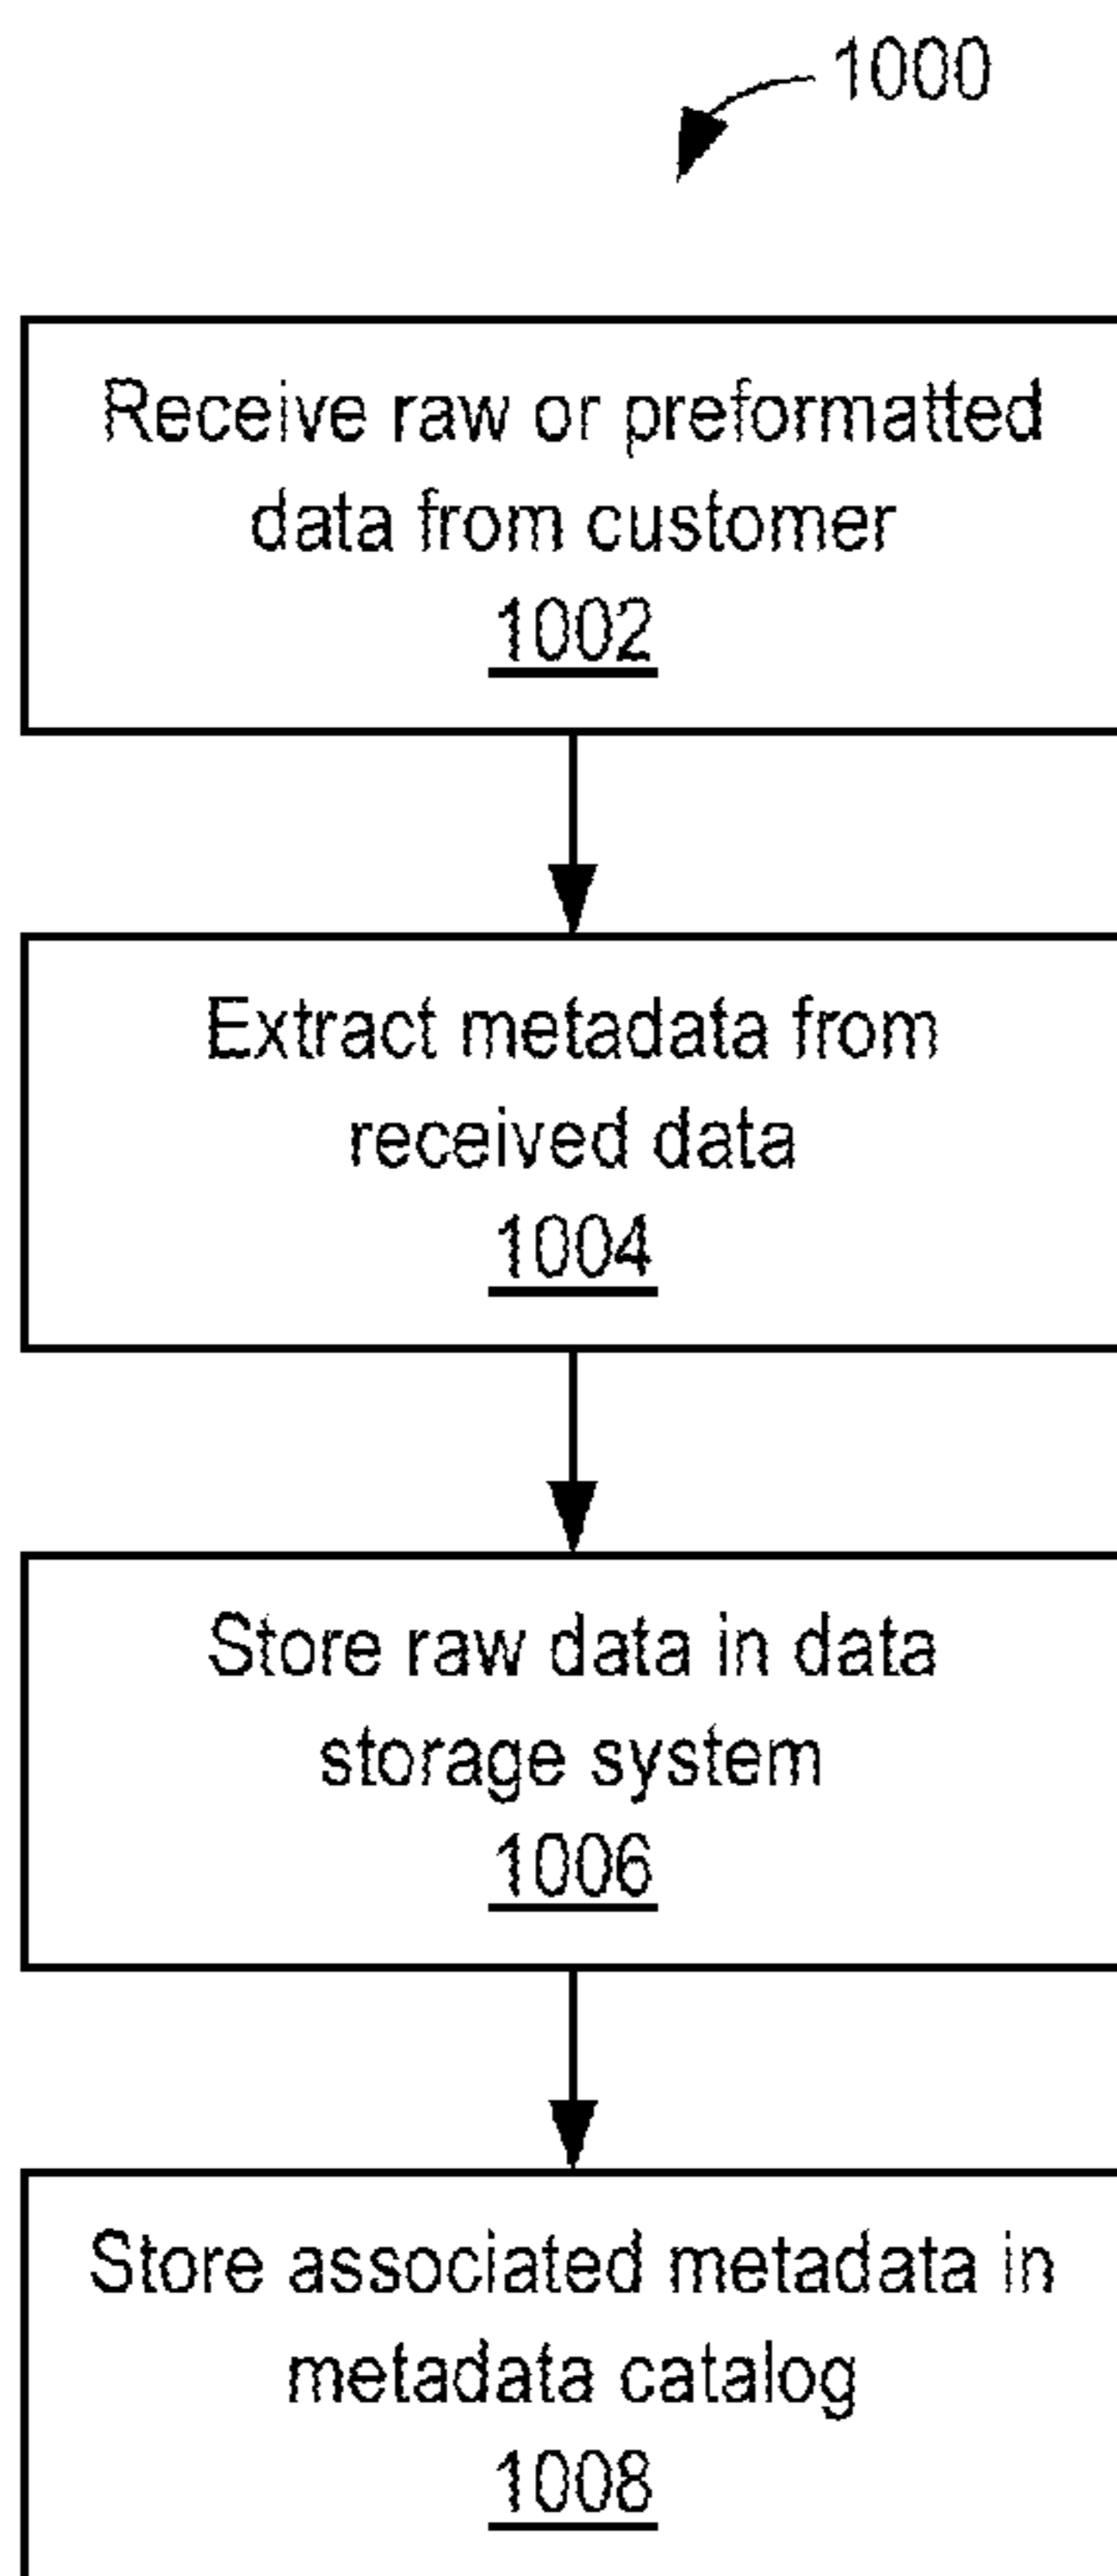 1000
Receive raw or preformatted
data from customer
1002
Extract metadata from
received data
1004
Store raw data in data
storage system
1006
Store associated metadata in
metadata catalog
1008